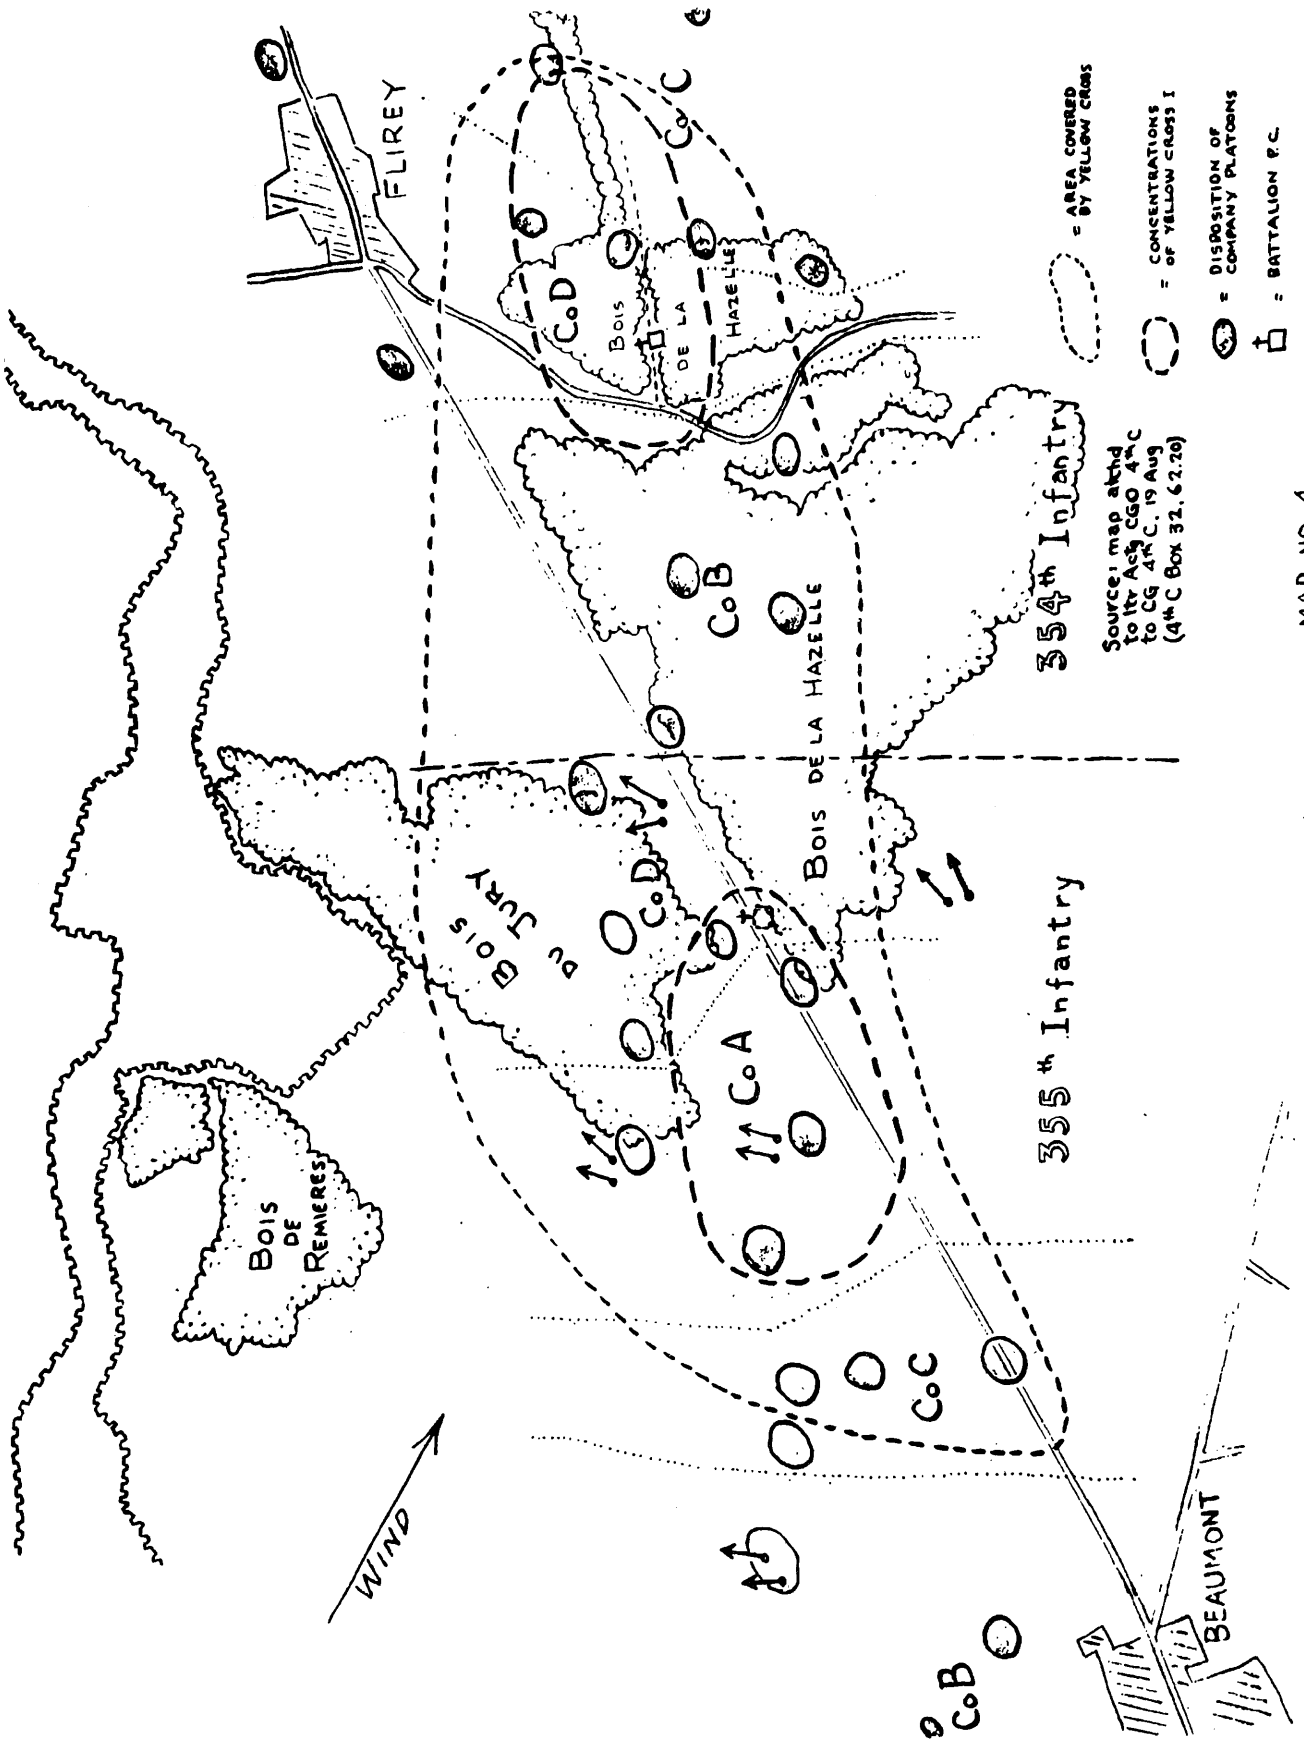 FLIREY
Co C
Co D
BOIS
DE LA
HAZELLE
= AREA COVERED
BY YELLOW CROSS
= CONCENTRATIONS
OF YELLOW CROSS I
= DISPOSITION OF
COMPANY PLATOONS
= BATTALION P.C.
Co B
BOIS DE LA HAZELLE
354th Infantry
Source: map atchd
to ltr Actg CGO 4th C
to CG 4th C, 19 Aug
(4th C Box 32, 62.20)
MAP NO 4
BOIS
DU JURY
Co D
Co A
355th Infantry
BOIS
DE
REMIERES
Co C
WIND
Co B
BEAUMONT